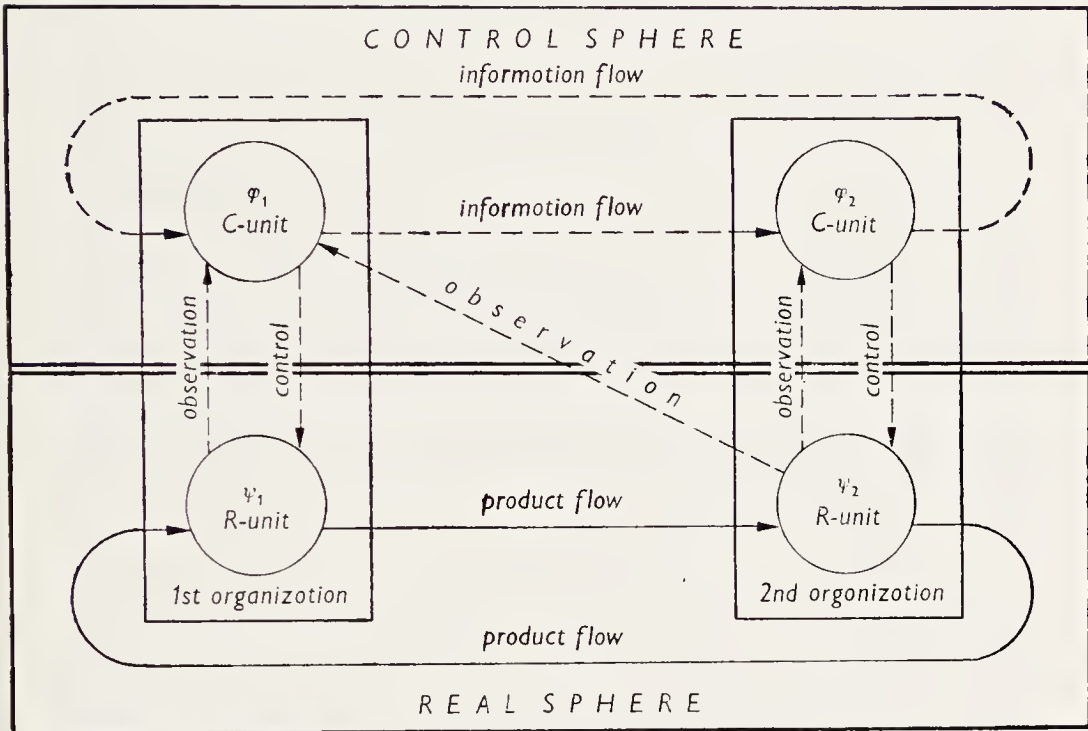 CONTROL SPHERE
informotion flow
φ₁
C-unit
informotion flow
φ₂
C-unit
observation
control
observation
observation
control
ψ₁
R-unit
product flow
ψ₂
R-unit
1st organizotion
2nd orgonizotion
product flow
REAL SPHERE